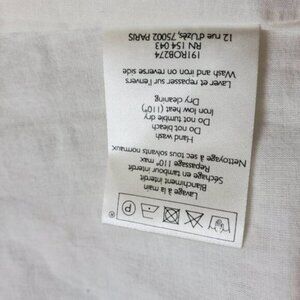 P
Lavage à la main
Blanchiment interdit
Séchage en tambour interdit
Repassage 110° max
Nettoyage à sec tous solvants normaux
Hand wash
Do not bleach
Do not tumble dry
Iron low heat (110°)
Dry cleaning
Laver et repasser sur l'envers
Wash and iron on reverse side
191ROB274
RN 154 043
12 rue d'Uzès, 75002 PARIS